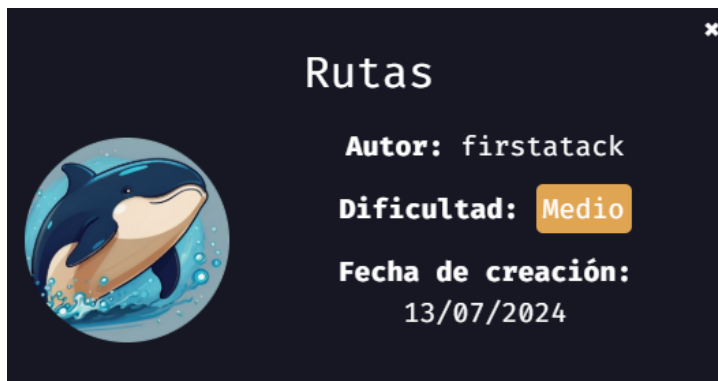 Rutas
Autor: firstatack
Dificultad: Medio
Fecha de creación:
13/07/2024